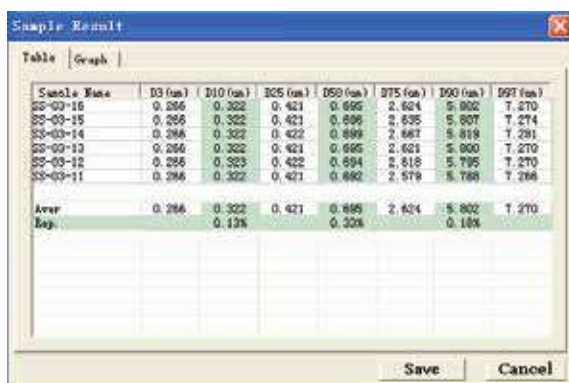 Sample Result
Table Graph
Sample Name D3(um) D10(um) D25(um) D50(um) D75(um) D90(um) D97(um)
SS-03-16 0.266 0.322 0.421 0.695 2.624 5.802 7.270
SS-03-15 0.266 0.322 0.421 0.696 2.635 5.807 7.274
SS-03-14 0.266 0.322 0.422 0.699 2.667 5.819 7.281
SS-03-13 0.266 0.322 0.421 0.695 2.621 5.800 7.270
SS-03-12 0.266 0.323 0.422 0.694 2.618 5.795 7.270
SS-03-11 0.266 0.322 0.421 0.692 2.579 5.788 7.266
Aver 0.266 0.322 0.421 0.695 2.624 5.802 7.270
Rep. 0.13% 0.33% 0.18%
Save Cancel